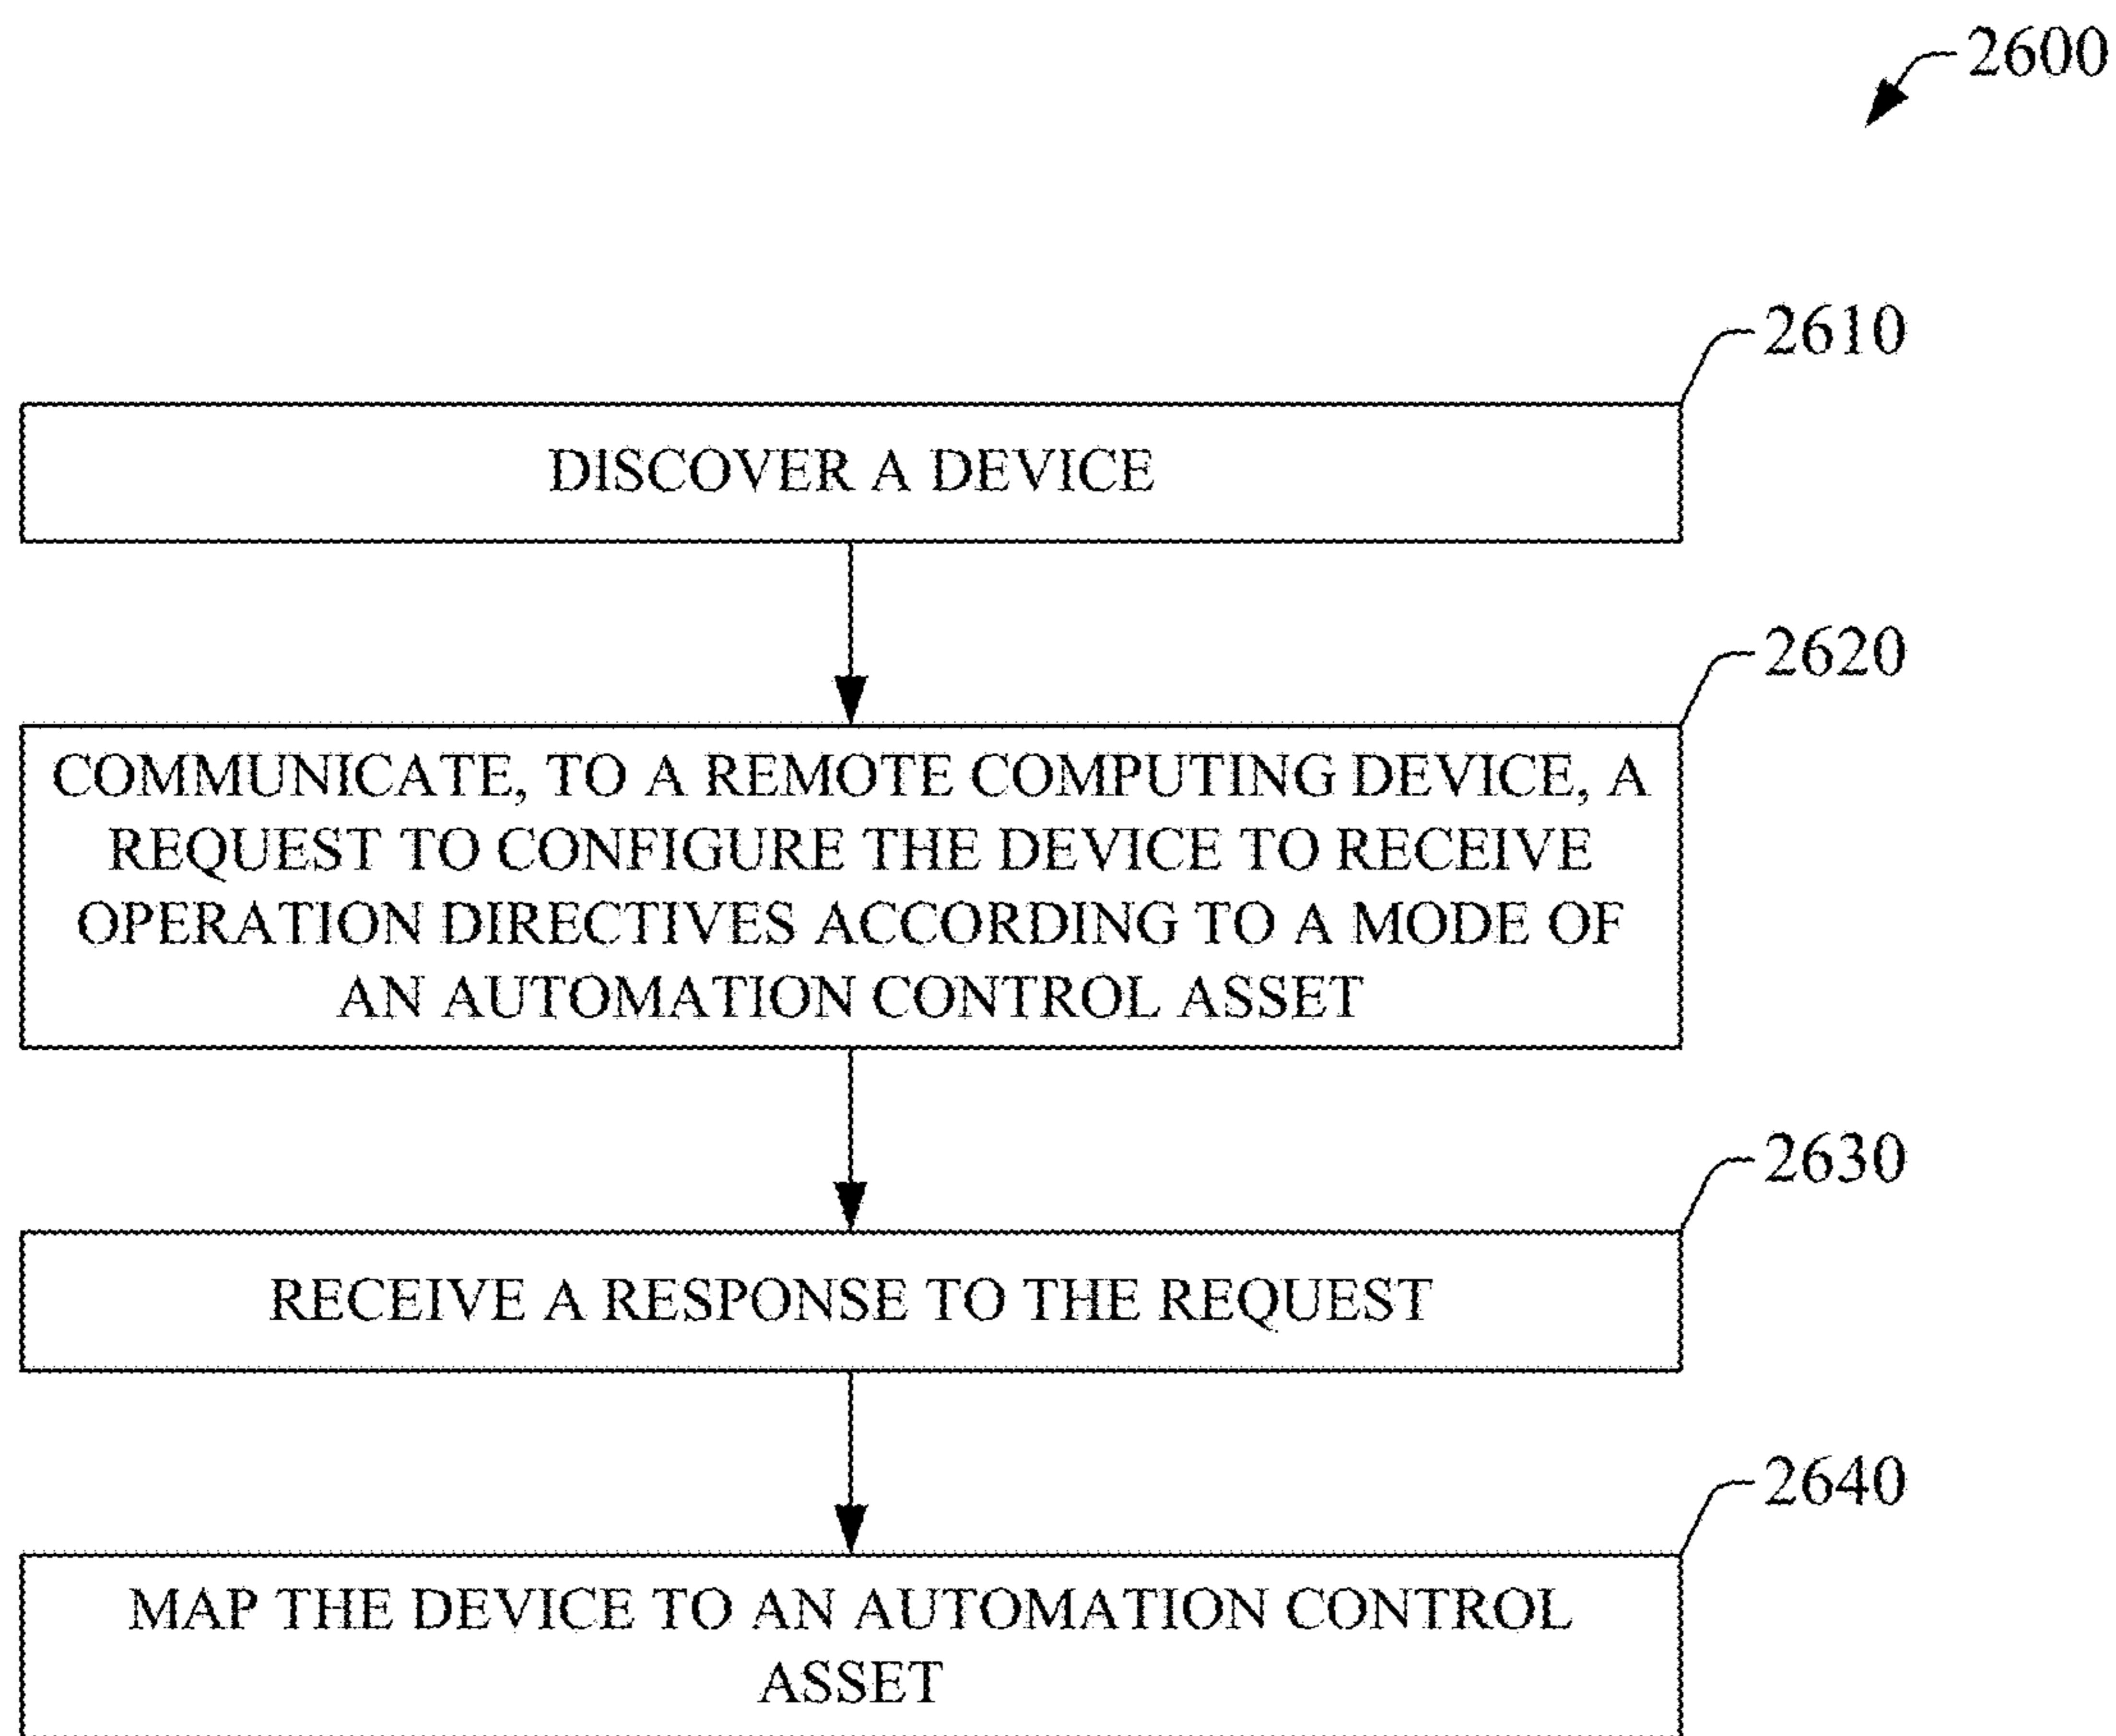 2600
2610
DISCOVER A DEVICE
2620
COMMUNICATE, TO A REMOTE COMPUTING DEVICE, A
REQUEST TO CONFIGURE THE DEVICE TO RECEIVE
OPERATION DIRECTIVES ACCORDING TO A MODE OF
AN AUTOMATION CONTROL ASSET
2630
RECEIVE A RESPONSE TO THE REQUEST
2640
MAP THE DEVICE TO AN AUTOMATION CONTROL
ASSET